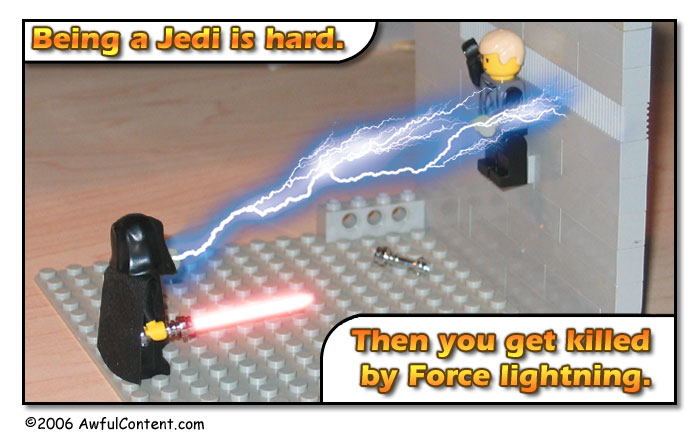 Being a Jedi is hard.
Then you get killed
by Force lightning.
©2006 AwfulContent.com